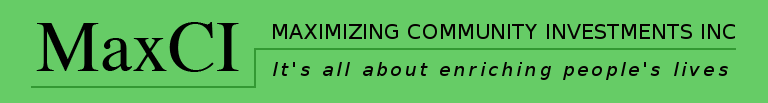 MaxCI
MAXIMIZING COMMUNITY INVESTMENTS INC
It's all about enriching people's lives